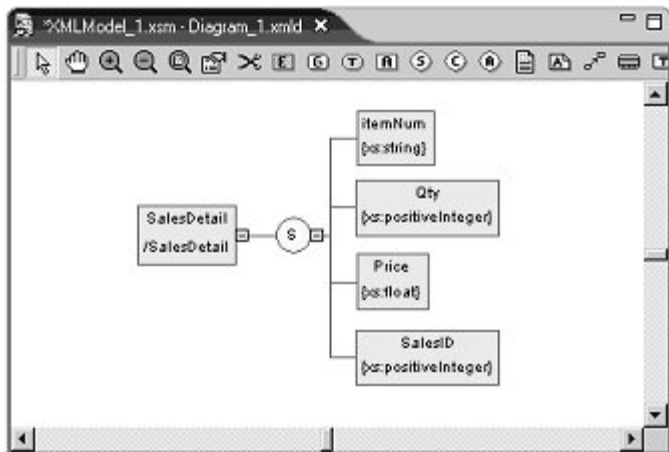 *XMLModel_1.xsm - Diagram_1.xmld
E G T A S C A A T
itemNum
{xs:string}
Qty
{xs:positiveInteger}
SalesDetail
/SalesDetail
S
Price
{xs:float}
SalesID
{xs:positiveInteger}